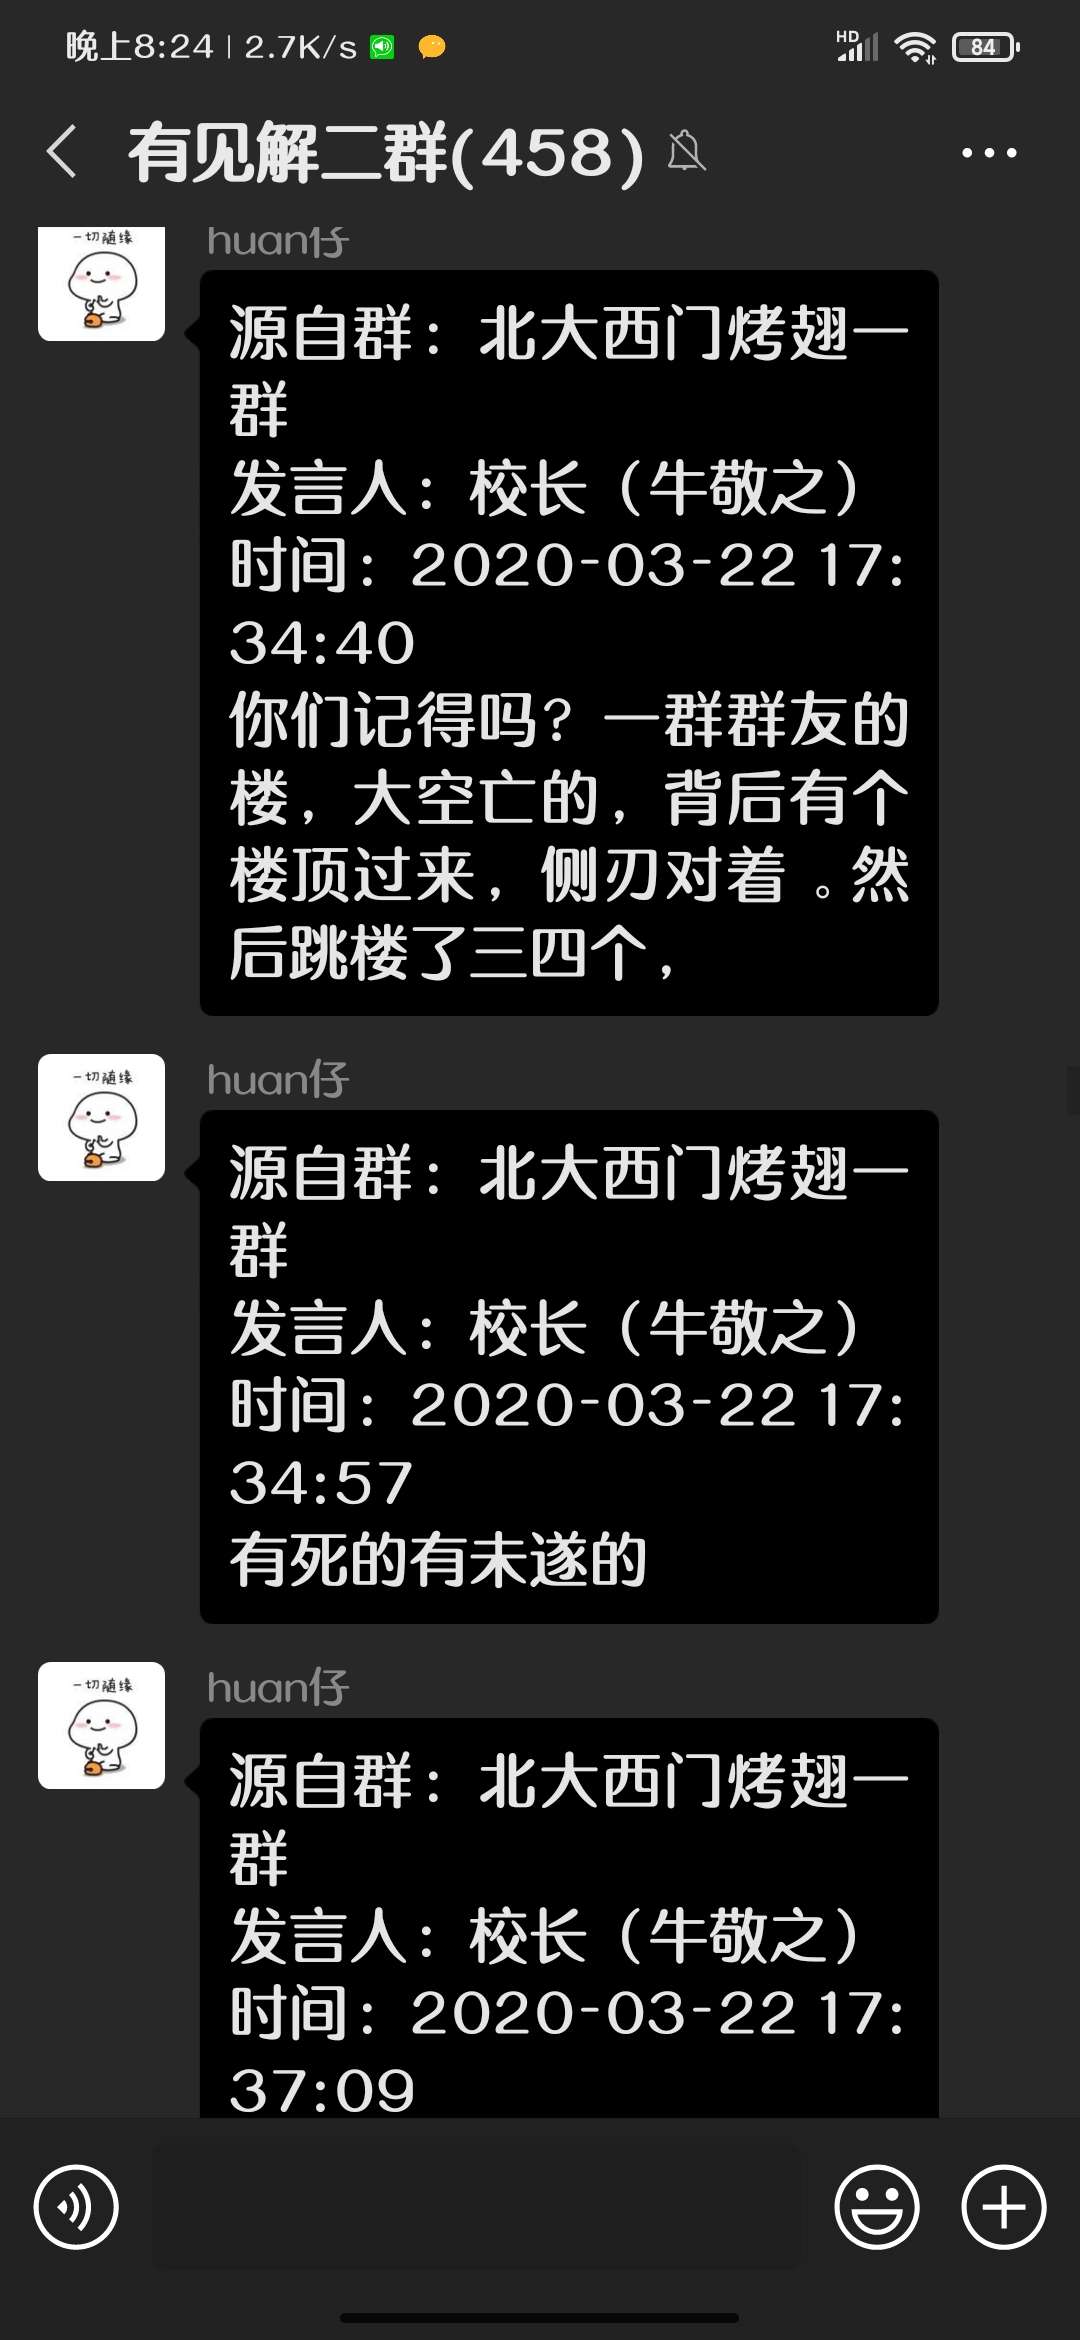 晚上8:24 | 2.7K/s
HD
84
有见解二群(458)
一切随缘
huan仔
源自群：北大西门烤翅一
群
发言人：校长（牛敬之）
时间：2020-03-22 17:
34:40
你们记得吗？一群群友的
楼，大空亡的，背后有个
楼顶过来，侧刃对着。然
后跳楼了三四个，
一切随缘
huan仔
源自群：北大西门烤翅一
群
发言人：校长（牛敬之）
时间：2020-03-22 17:
34:57
有死的有未遂的
一切随缘
huan仔
源自群：北大西门烤翅一
群
发言人：校长（牛敬之）
时间：2020-03-22 17:
37:09